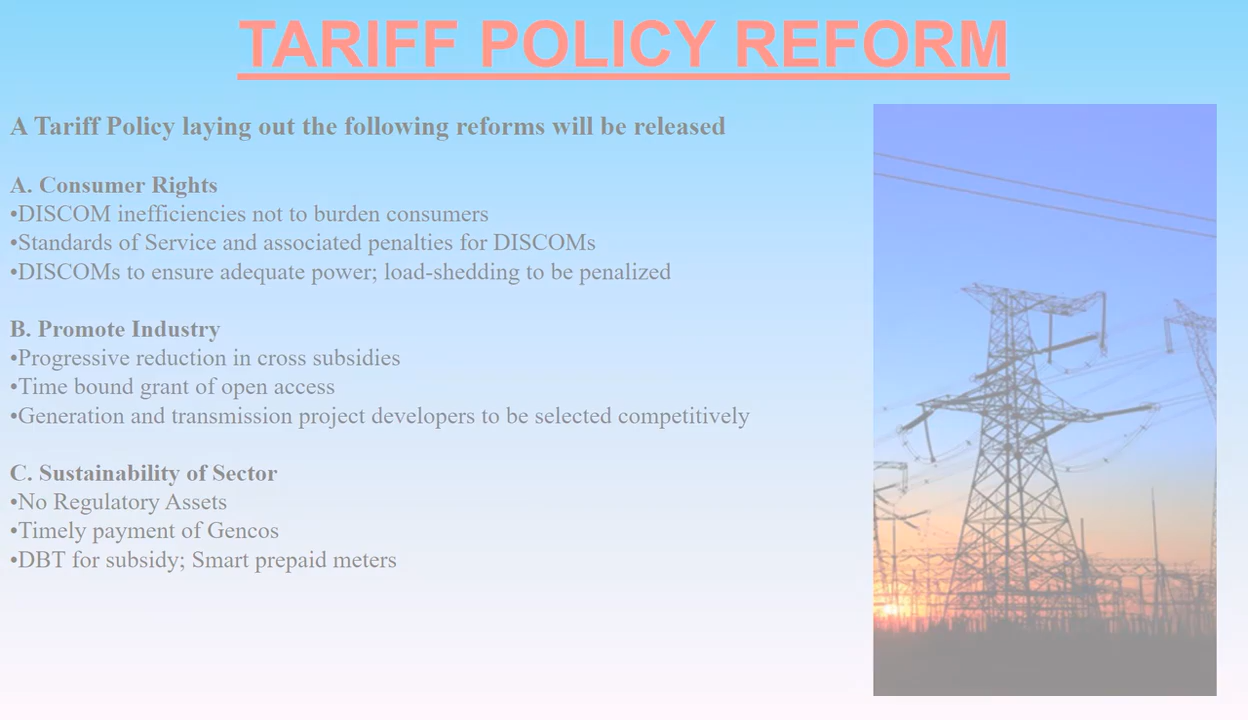 TARIFF POLICY REFORM
A Tariff Policy laying out the following reforms will be released
A. Consumer Rights
•DISCOM inefficiencies not to burden consumers
•Standards of Service and associated penalties for DISCOMs
•DISCOMs to ensure adequate power; load-shedding to be penalized
B. Promote Industry
•Progressive reduction in cross subsidies
•Time bound grant of open access
•Generation and transmission project developers to be selected competitively
C. Sustainability of Sector
•No Regulatory Assets
•Timely payment of Gencos
•DBT for subsidy; Smart prepaid meters